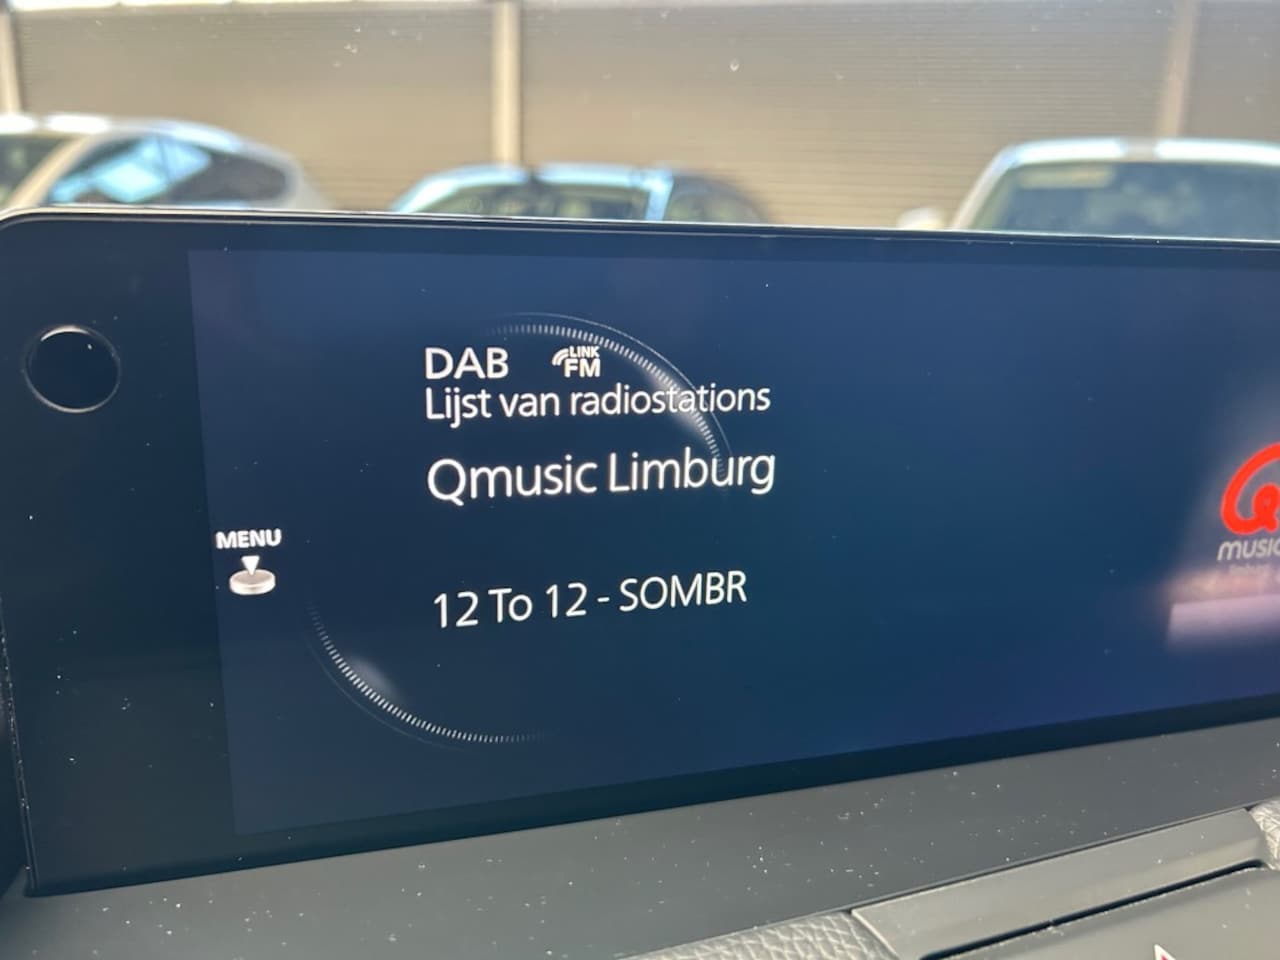 DAB LINK FM
Lijst van radiostations
Qmusic Limburg
MENU
12 To 12 - SOMBR
Q
music